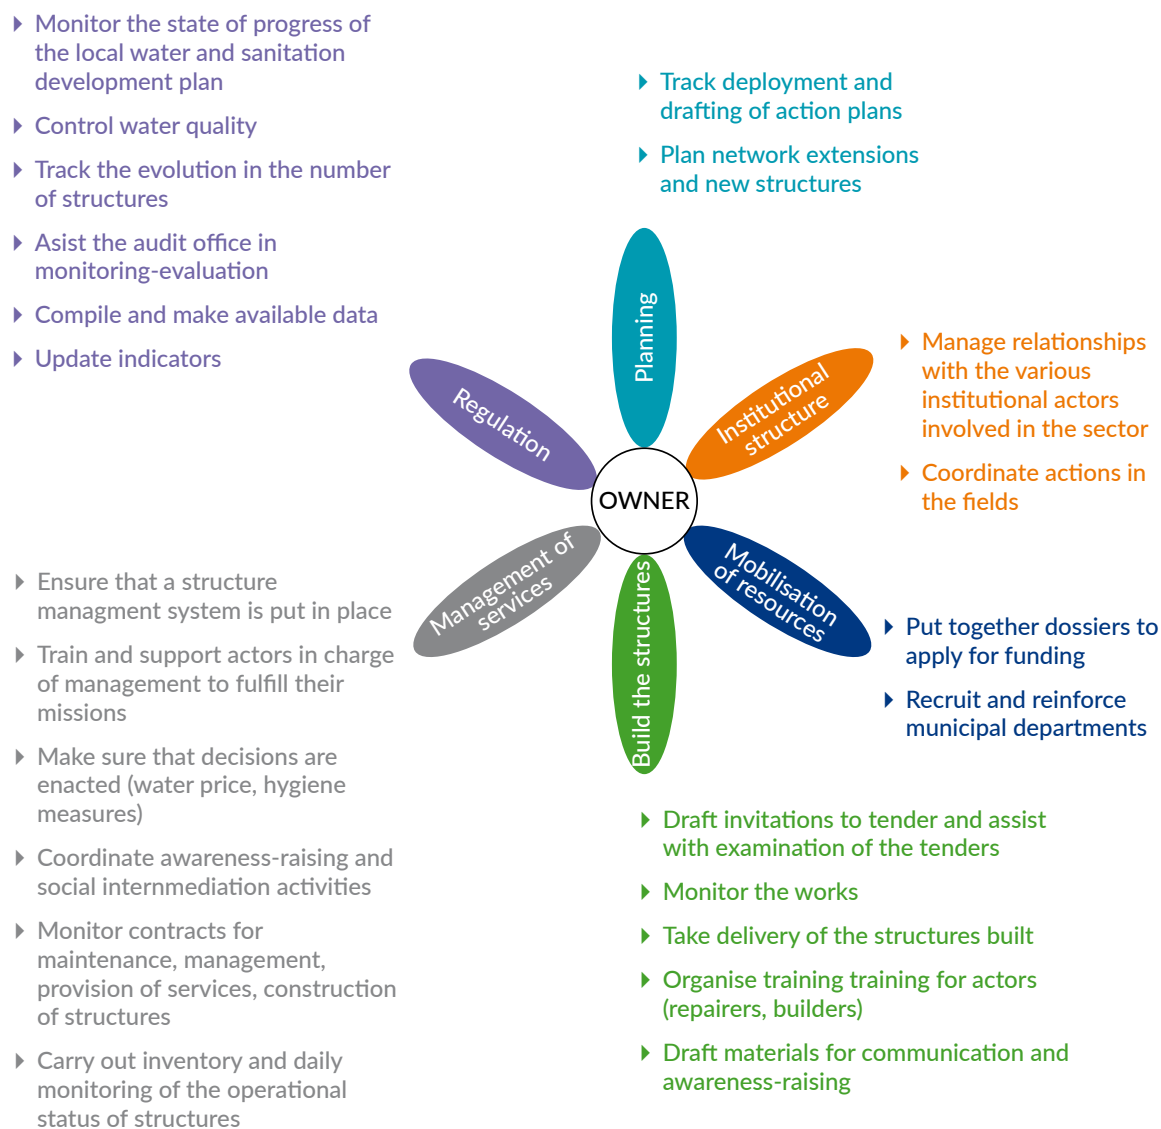 Monitor the state of progress of
the local water and sanitation
development plan
Control water quality
Track the evolution in the number
of structures
Asist the audit office in
monitoring-evaluation
Compile and make available data
Update indicators
Track deployment and
drafting of action plans
Plan network extensions
and new structures
Planning
Regulation
Institutional
structure
Manage relationships
with the various
institutional actors
involved in the sector
Coordinate actions in
the fields
OWNER
Management of
services
Build the structures
Mobilisation
of resources
Put together dossiers to
apply for funding
Recruit and reinforce
municipal departments
Ensure that a structure
managment system is put in place
Train and support actors in charge
of management to fulfill their
missions
Make sure that decisions are
enacted (water price, hygiene
measures)
Coordinate awareness-raising and
social internmediation activities
Monitor contracts for
maintenance, management,
provision of services, construction
of structures
Carry out inventory and daily
monitoring of the operational
status of structures
Draft invitations to tender and assist
with examination of the tenders
Monitor the works
Take delivery of the structures built
Organise training training for actors
(repairers, builders)
Draft materials for communication and
awareness-raising